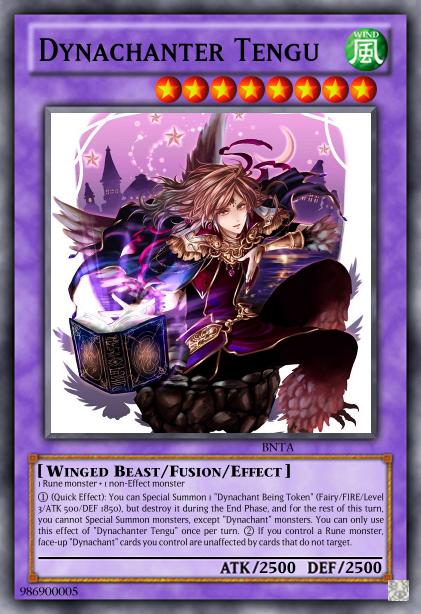 DYNACHANTER TENGU
WIND
風
BNTA
[ WINGED BEAST/FUSION/EFFECT ]
1 Rune monster + 1 non-Effect monster
① (Quick Effect): You can Special Summon 1 "Dynachant Being Token" (Fairy/FIRE/Level
3/ATK 500/DEF 1850), but destroy it during the End Phase, and for the rest of this turn,
you cannot Special Summon monsters, except "Dynachant" monsters. You can only use
this effect of "Dynachanter Tengu" once per turn. ② If you control a Rune monster,
face-up "Dynachant" cards you control are unaffected by cards that do not target.
ATK/2500 DEF/2500
986900005